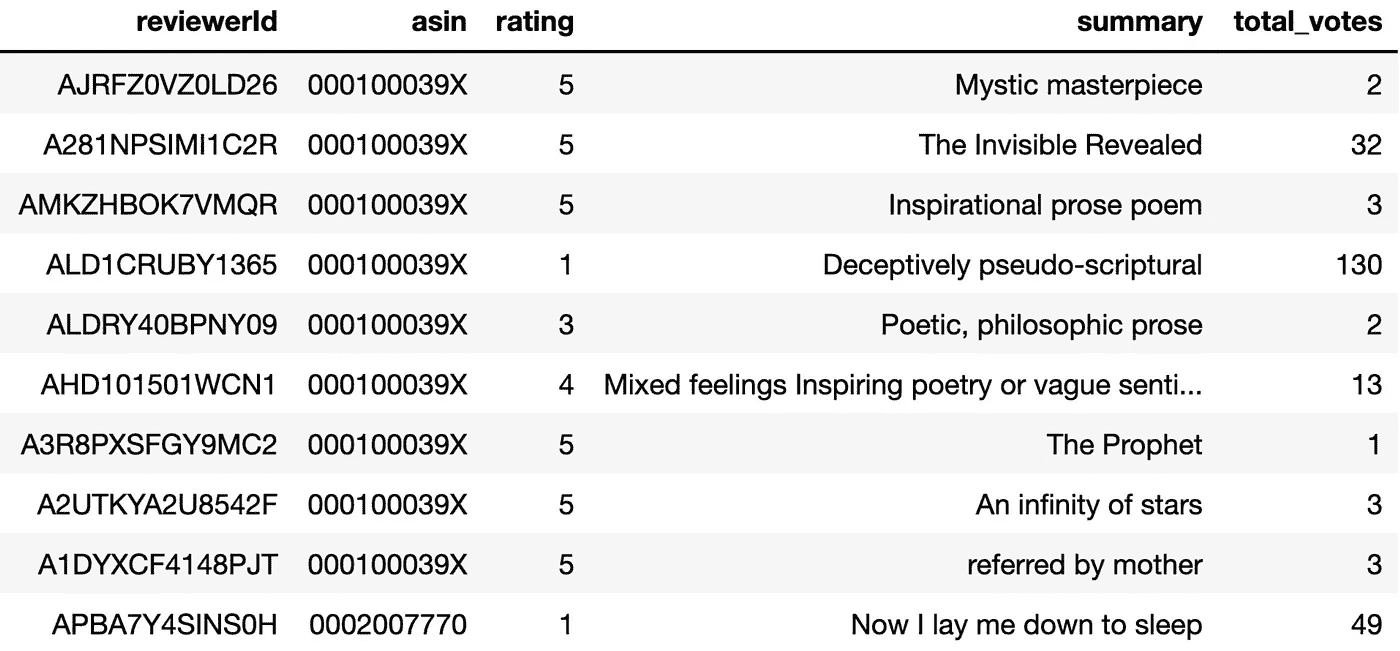 reviewerId asin rating summary total_votes
AJRFZ0VZ0LD26 000100039X 5 Mystic masterpiece 2
A281NPSIMI1C2R 000100039X 5 The Invisible Revealed 32
AMKZHBOK7VMQR 000100039X 5 Inspirational prose poem 3
ALD1CRUBY1365 000100039X 1 Deceptively pseudo-scriptural 130
ALDRY40BPNY09 000100039X 3 Poetic, philosophic prose 2
AHD101501WCN1 000100039X 4 Mixed feelings Inspiring poetry or vague senti... 13
A3R8PXSFGY9MC2 000100039X 5 The Prophet 1
A2UTKYA2U8542F 000100039X 5 An infinity of stars 3
A1DYXCF4148PJT 000100039X 5 referred by mother 3
APBA7Y4SINS0H 0002007770 1 Now I lay me down to sleep 49